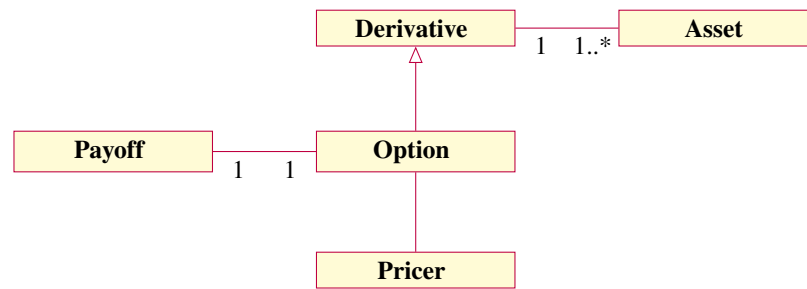 Derivative
Asset
1
1..*
Payoff
Option
1
1
Pricer